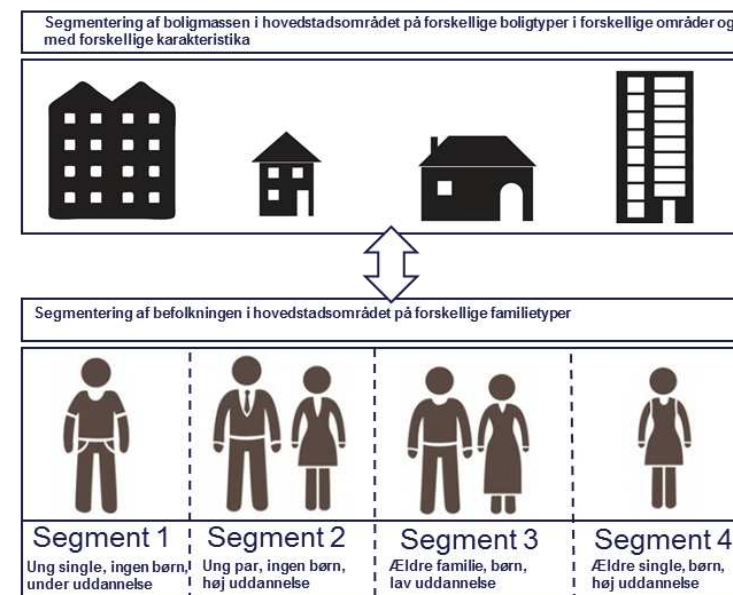 Segmentering af boligmassen i hovedstadsområdet på forskellige boligtyper i forskellige områder og
med forskellige karakteristika
Segmentering af befolkningen i hovedstadsområdet på forskellige familietyper
Segment 1
Ung single, ingen børn,
under uddannelse
Segment 2
Ung par, ingen børn,
høj uddannelse
Segment 3
Ældre familie, børn,
lav uddannelse
Segment 4
Ældre single, børn,
høj uddannelse